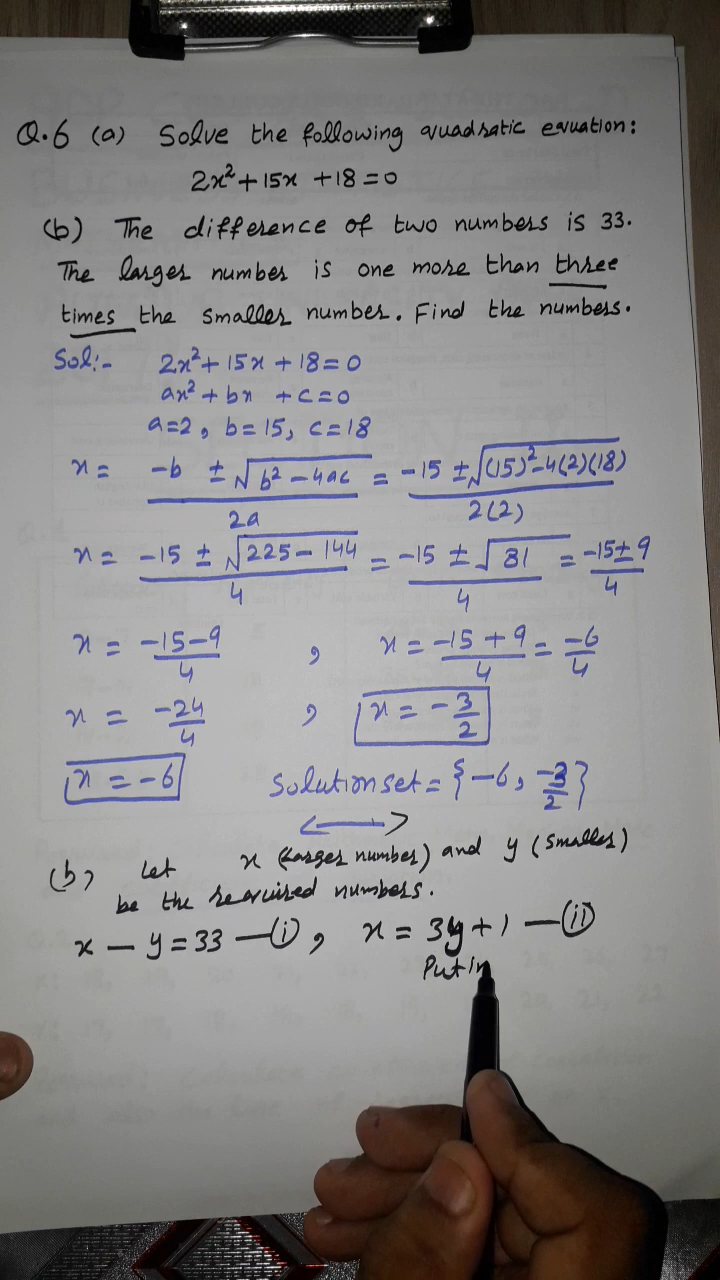 Q.6 (a) Solve the following quadratic equation:
2x² + 15x + 18 = 0
(b) The difference of two numbers is 33.
The larger number is one more than three
times the smaller number. Find the numbers.
Sol:- 2x² + 15x + 18 = 0
ax² + bx + c = 0
a=2, b=15, c=18
x = (-b ± √(b² - 4ac))/2a = (-15 ± √((15)² - 4(2)(18)))/2(2)
x = (-15 ± √(225 - 144))/4 = (-15 ± √81)/4 = (-15 ± 9)/4
x = (-15-9)/4 , x = (-15+9)/4 = -6/4
x = -24/4 , x = -3/2
x = -6 Solution set = {-6, -3/2}
(b) Let x (Larger number) and y (smaller)
be the required numbers.
x - y = 33 —(i), x = 3y + 1 —(ii)
Put in